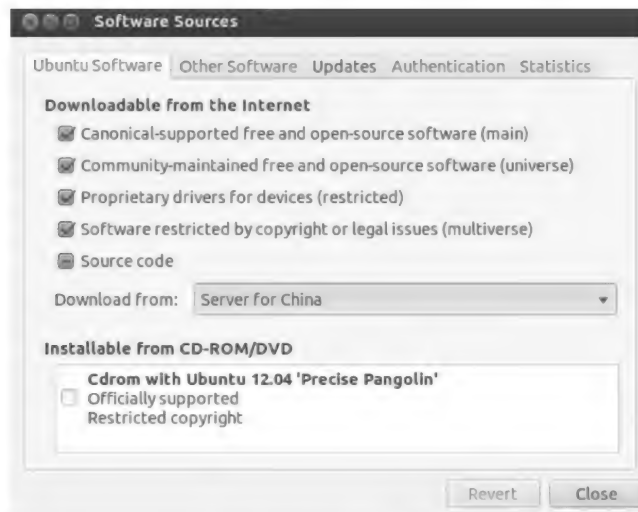 Software Sources
Ubuntu Software Other Software Updates Authentication Statistics
Downloadable from the Internet
Canonical-supported free and open-source software (main)
Community-maintained free and open-source software (universe)
Proprietary drivers for devices (restricted)
Software restricted by copyright or legal issues (multiverse)
Source code
Download from: Server for China
Installable from CD-ROM/DVD
Cdrom with Ubuntu 12.04 'Precise Pangolin'
Officially supported
Restricted copyright
Revert Close